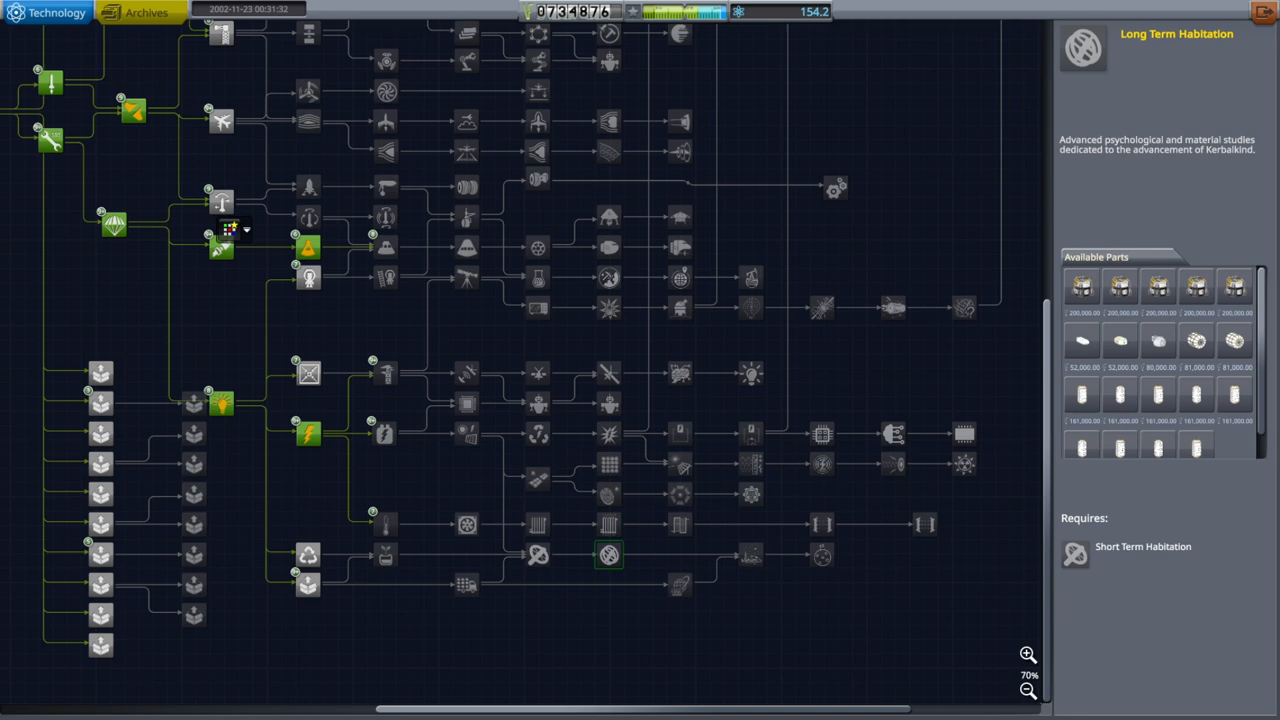 Technology
Archives
2002-11-23 00:31:32
0734876
154.2
Long Term Habitation
Advanced psychological and material studies
dedicated to the advancement of Kerbalkind.
Available Parts
200,000.00 200,000.00 200,000.00 200,000.00 200,000.00
52,000.00 52,000.00 80,000.00 81,000.00 81,000.00
161,000.00 161,000.00 161,000.00 161,000.00 161,000.00
Requires:
Short Term Habitation
70%